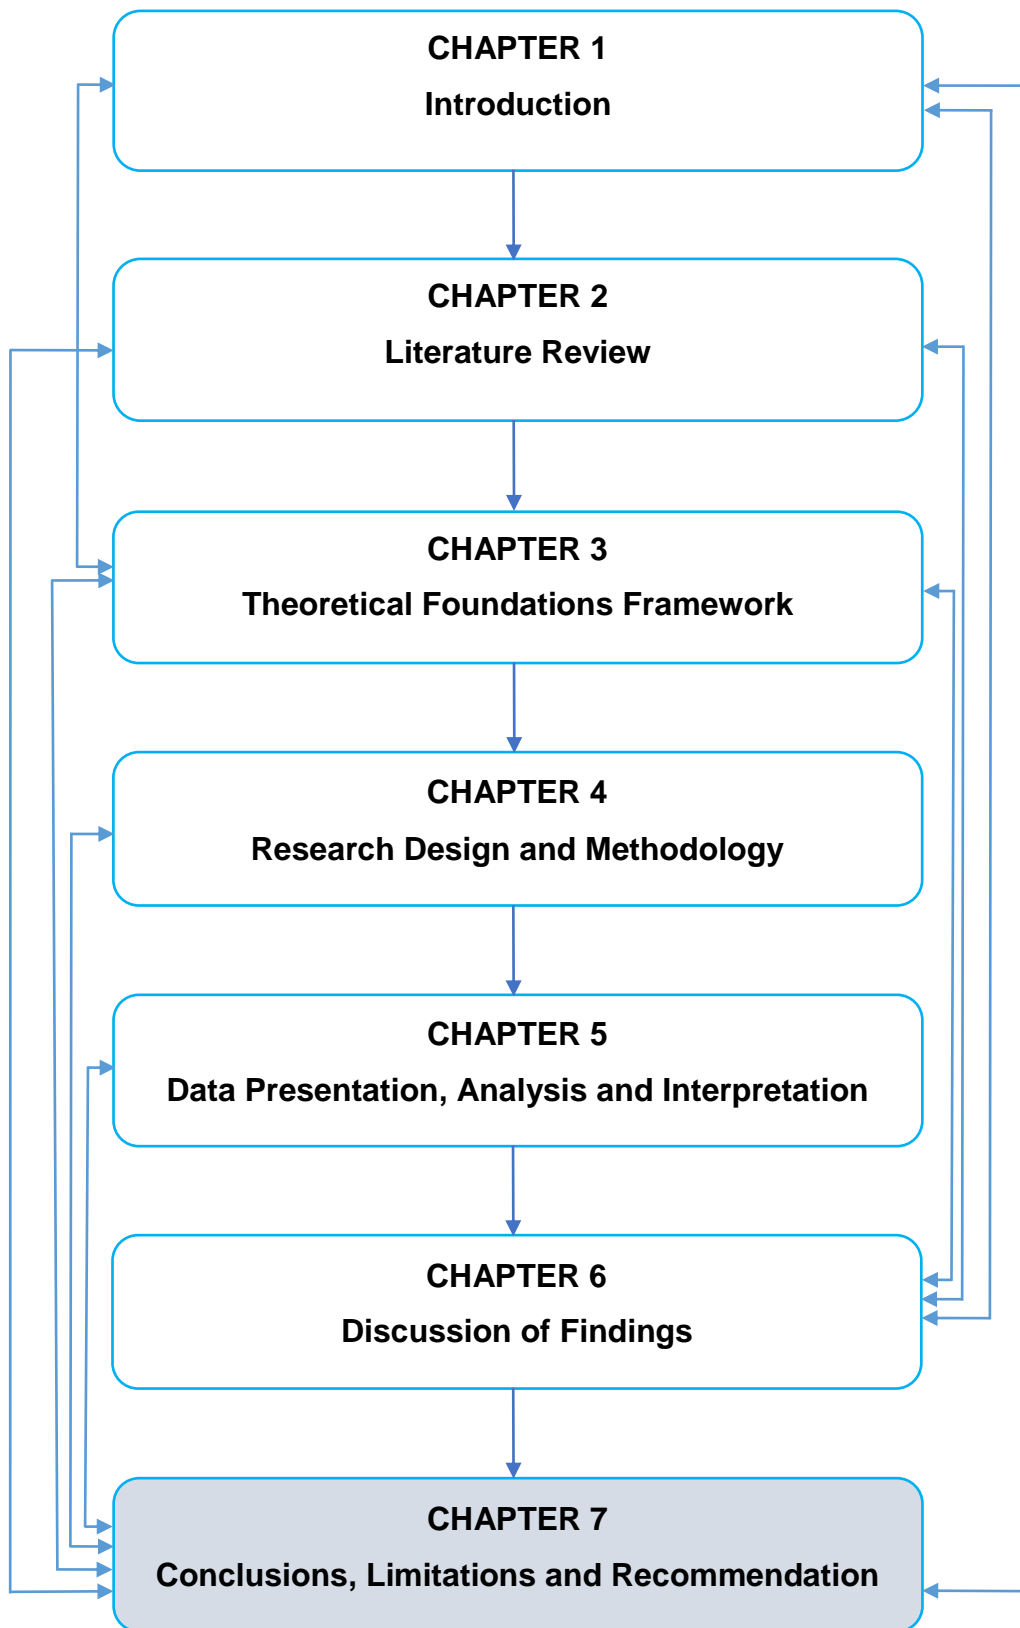 CHAPTER 1
Introduction
CHAPTER 2
Literature Review
CHAPTER 3
Theoretical Foundations Framework
CHAPTER 4
Research Design and Methodology
CHAPTER 5
Data Presentation, Analysis and Interpretation
CHAPTER 6
Discussion of Findings
CHAPTER 7
Conclusions, Limitations and Recommendation